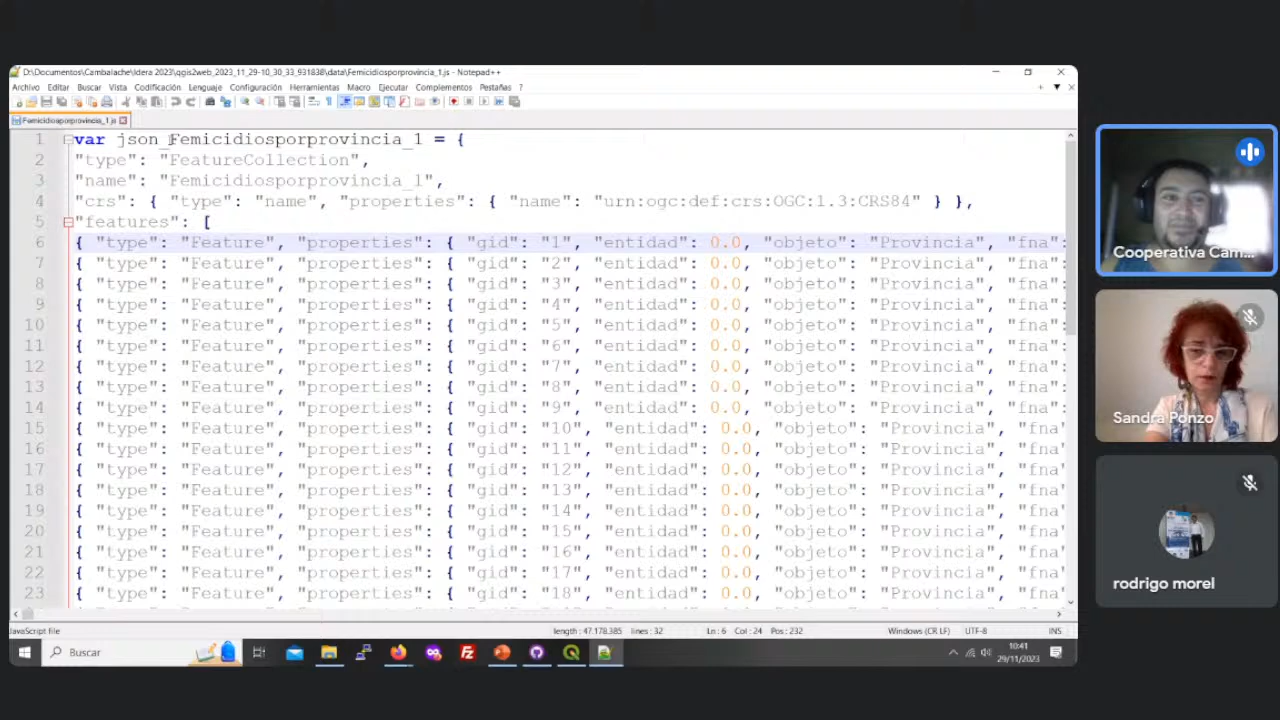 D:\Documentos\Cambalache\Idera 2023\qgis2web_2023_11_29-10_30_33_931838\data\Femicidiosporprovincia_1.js - Notepad++
Archivo Editar Buscar Vista Codificación Lenguaje Configuración Herramientas Macro Ejecutar Complementos Pestañas ?
Femicidiosporprovincia_1.js
1 var json_Femicidiosporprovincia_1 = {
2 "type": "FeatureCollection",
3 "name": "Femicidiosporprovincia_1",
4 "crs": { "type": "name", "properties": { "name": "urn:ogc:def:crs:OGC:1.3:CRS84" } },
5 "features": [
6 { "type": "Feature", "properties": { "gid": "1", "entidad": 0.0, "objeto": "Provincia", "fna":
7 { "type": "Feature", "properties": { "gid": "2", "entidad": 0.0, "objeto": "Provincia", "fna":
8 { "type": "Feature", "properties": { "gid": "3", "entidad": 0.0, "objeto": "Provincia", "fna":
9 { "type": "Feature", "properties": { "gid": "4", "entidad": 0.0, "objeto": "Provincia", "fna":
10 { "type": "Feature", "properties": { "gid": "5", "entidad": 0.0, "objeto": "Provincia", "fna":
11 { "type": "Feature", "properties": { "gid": "6", "entidad": 0.0, "objeto": "Provincia", "fna":
12 { "type": "Feature", "properties": { "gid": "7", "entidad": 0.0, "objeto": "Provincia", "fna":
13 { "type": "Feature", "properties": { "gid": "8", "entidad": 0.0, "objeto": "Provincia", "fna":
14 { "type": "Feature", "properties": { "gid": "9", "entidad": 0.0, "objeto": "Provincia", "fna":
15 { "type": "Feature", "properties": { "gid": "10", "entidad": 0.0, "objeto": "Provincia", "fna"
16 { "type": "Feature", "properties": { "gid": "11", "entidad": 0.0, "objeto": "Provincia", "fna"
17 { "type": "Feature", "properties": { "gid": "12", "entidad": 0.0, "objeto": "Provincia", "fna"
18 { "type": "Feature", "properties": { "gid": "13", "entidad": 0.0, "objeto": "Provincia", "fna"
19 { "type": "Feature", "properties": { "gid": "14", "entidad": 0.0, "objeto": "Provincia", "fna"
20 { "type": "Feature", "properties": { "gid": "15", "entidad": 0.0, "objeto": "Provincia", "fna"
21 { "type": "Feature", "properties": { "gid": "16", "entidad": 0.0, "objeto": "Provincia", "fna"
22 { "type": "Feature", "properties": { "gid": "17", "entidad": 0.0, "objeto": "Provincia", "fna"
23 { "type": "Feature", "properties": { "gid": "18", "entidad": 0.0, "objeto": "Provincia", "fna"
JavaScript file length : 47.178.385 lines : 32 Ln : 6 Col : 24 Pos : 232 Windows (CR LF) UTF-8 INS
Buscar
10:41
29/11/2023
Cooperativa Cam...
Sandra Ponzo
rodrigo morel